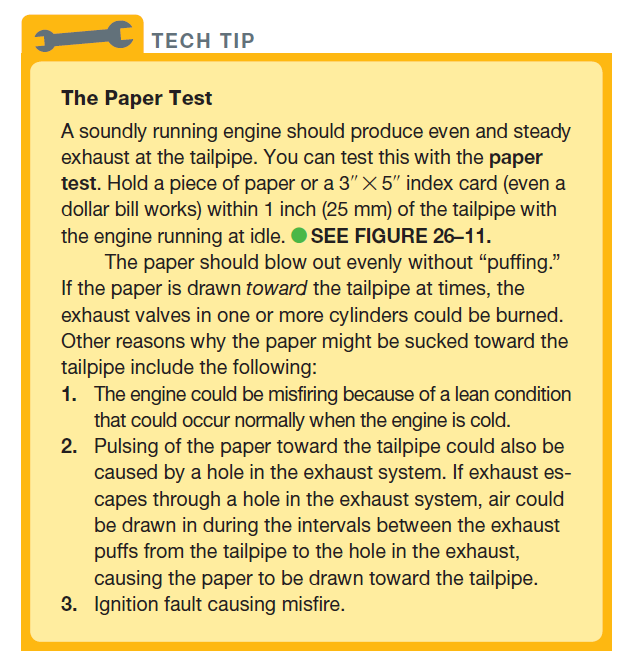 TECH TIP
The Paper Test
A soundly running engine should produce even and steady
exhaust at the tailpipe. You can test this with the paper
test. Hold a piece of paper or a 3″ × 5″ index card (even a
dollar bill works) within 1 inch (25 mm) of the tailpipe with
the engine running at idle. ● SEE FIGURE 26–11.
The paper should blow out evenly without “puffing.”
If the paper is drawn toward the tailpipe at times, the
exhaust valves in one or more cylinders could be burned.
Other reasons why the paper might be sucked toward the
tailpipe include the following:
1. The engine could be misfiring because of a lean condition
that could occur normally when the engine is cold.
2. Pulsing of the paper toward the tailpipe could also be
caused by a hole in the exhaust system. If exhaust es-
capes through a hole in the exhaust system, air could
be drawn in during the intervals between the exhaust
puffs from the tailpipe to the hole in the exhaust,
causing the paper to be drawn toward the tailpipe.
3. Ignition fault causing misfire.